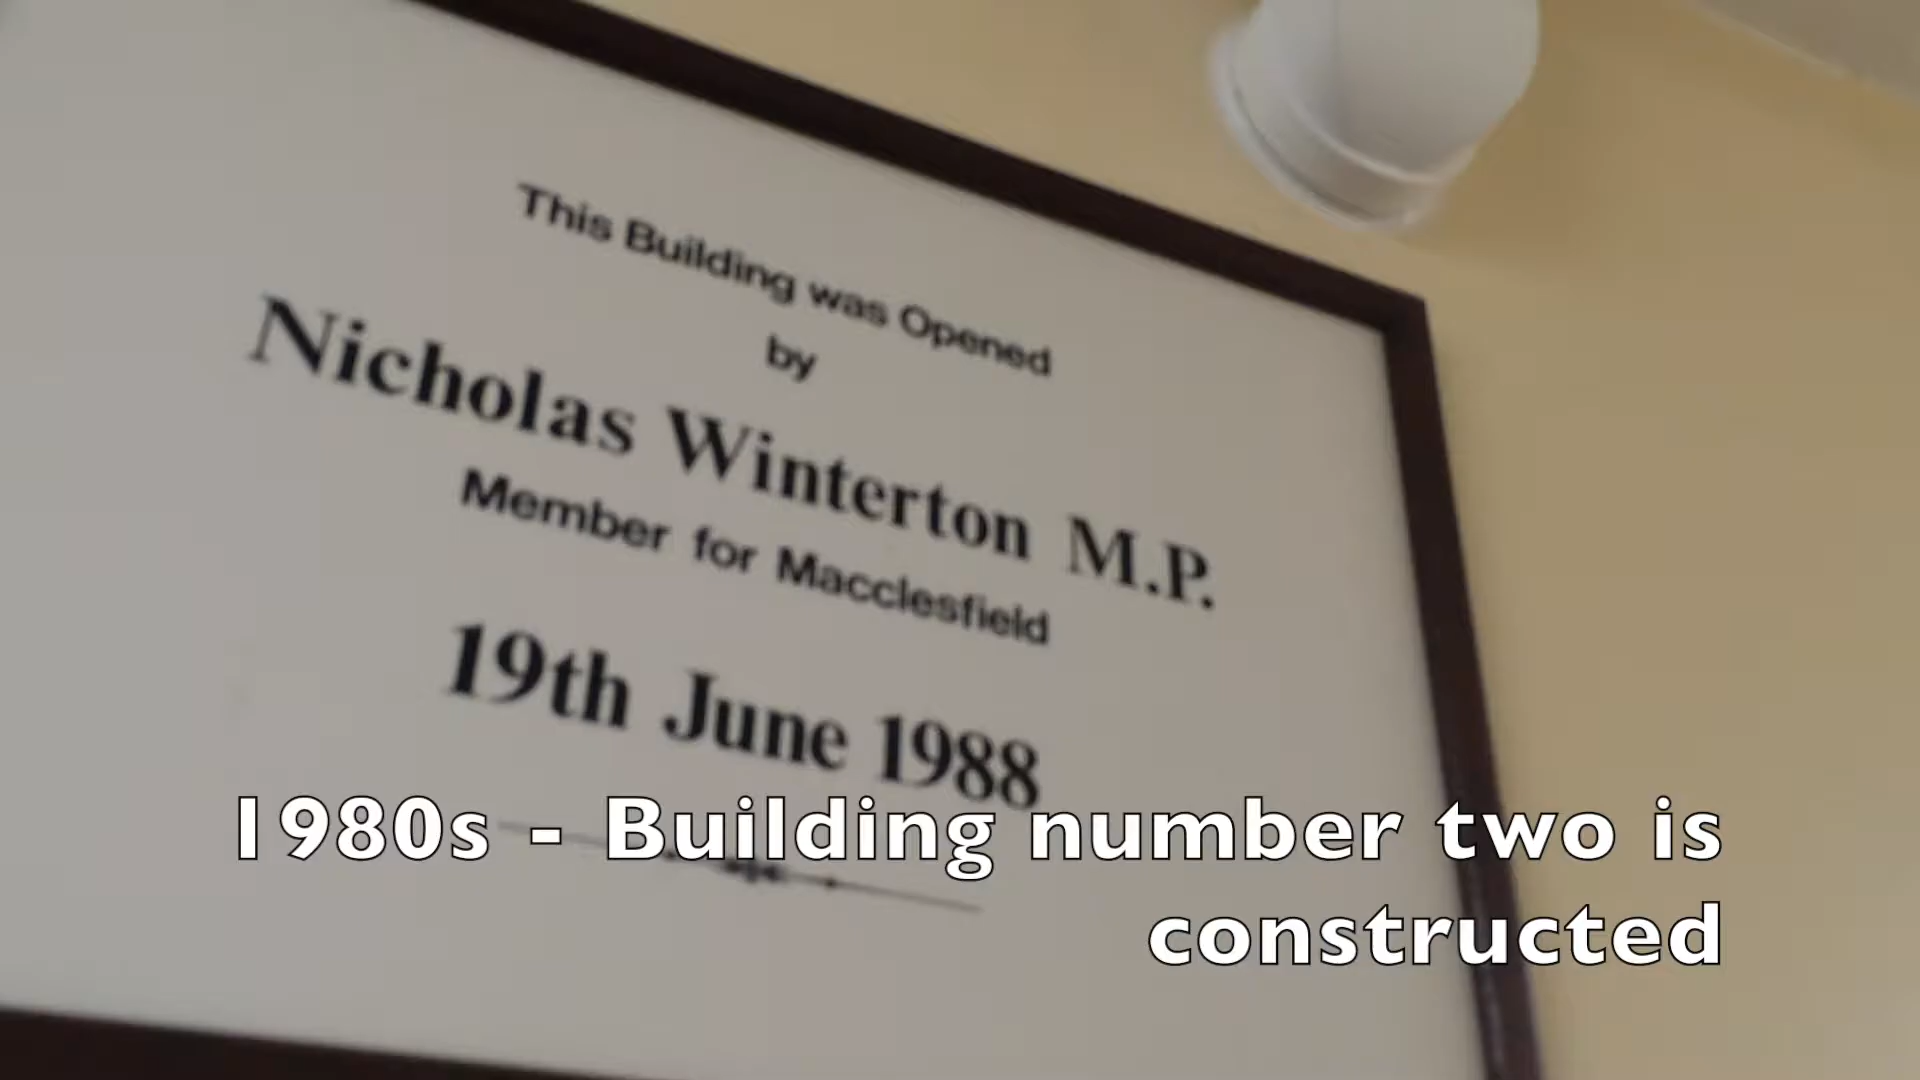 This Building was Opened
by
Nicholas Winterton M.P.
Member for Macclesfield
19th June 1988
1980s - Building number two is
constructed